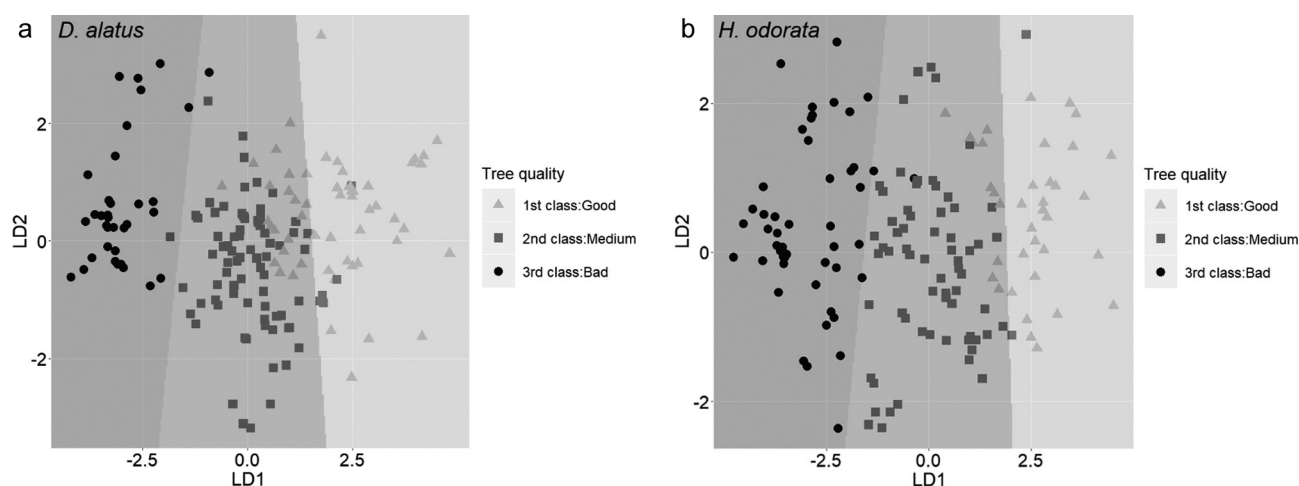 a
D. alatus
2
0
-2
LD2
-2.5
0.0
2.5
LD1
Tree quality
1st class:Good
2nd class:Medium
3rd class:Bad
b
H. odorata
2
0
-2
LD2
-2.5
0.0
2.5
LD1
Tree quality
1st class:Good
2nd class:Medium
3rd class:Bad